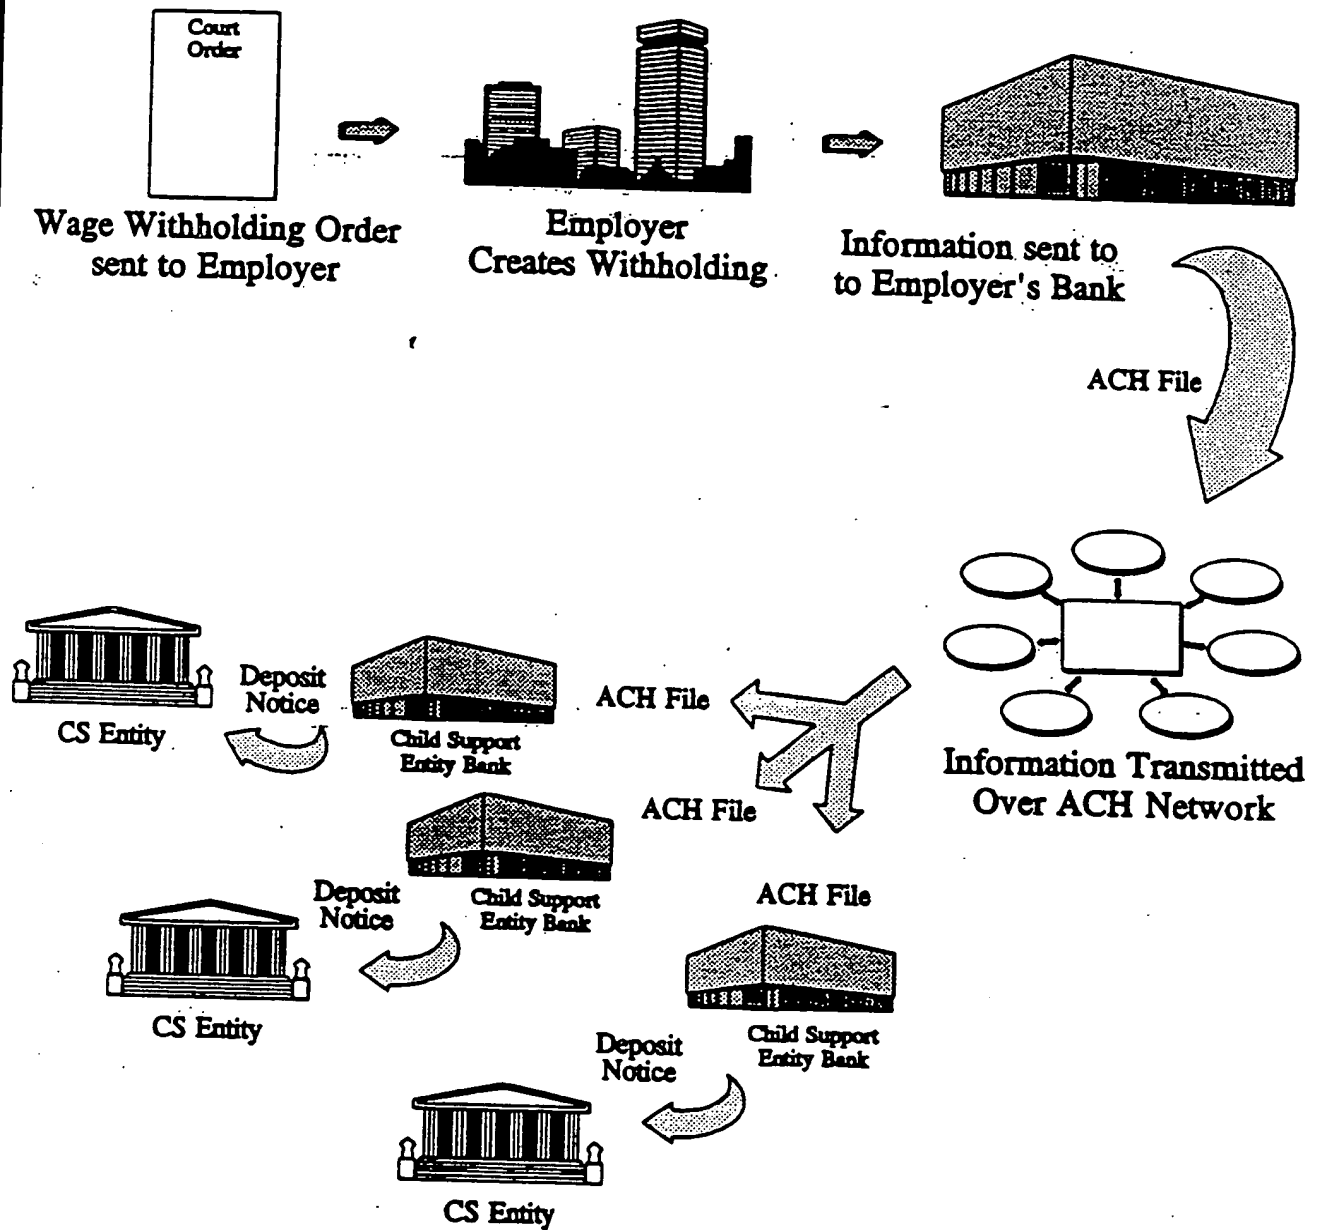 Court
Order
Wage Withholding Order
sent to Employer
Employer
Creates Withholding
Information sent to
to Employer's Bank
ACH File
Information Transmitted
Over ACH Network
ACH File
ACH File
ACH File
Child Support
Entity Bank
Deposit
Notice
CS Entity
Child Support
Entity Bank
Deposit
Notice
CS Entity
Child Support
Entity Bank
Deposit
Notice
CS Entity